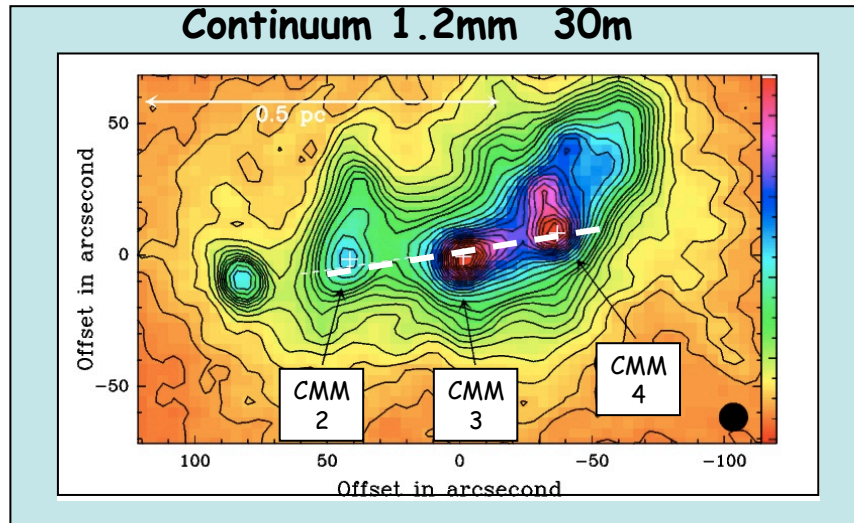 Continuum 1.2mm 30m
0.5 pc
50
0
−50
Offset in arcsecond
CMM
2
CMM
3
CMM
4
100 50 0 −50 −100
Offset in arcsecond